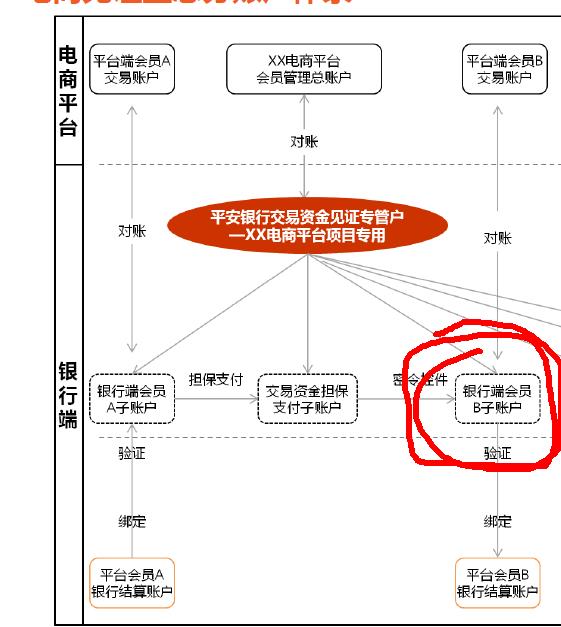 电商平台
平台端会员A
交易账户
XX电商平台
会员管理总账户
平台端会员B
交易账户
对账
平安银行交易资金见证专管户
—XX电商平台项目专用
对账
对账
银行端
银行端会员
A子账户
担保支付
交易资金担保
支付子账户
密令控件
银行端会员
B子账户
验证
验证
绑定
绑定
平台会员A
银行结算账户
平台会员B
银行结算账户